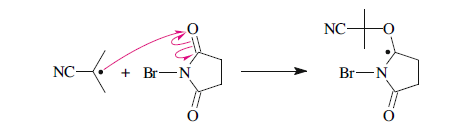 O NC O
NC • + Br—N • Br—N
O O